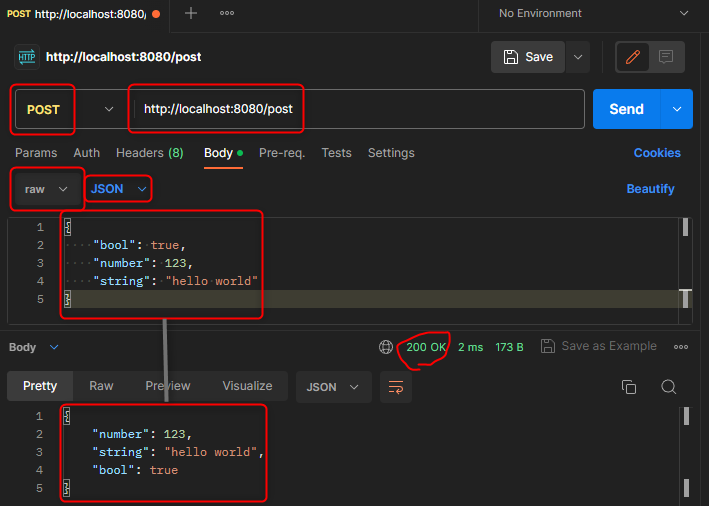 POST http://localhost:8080/ No Environment
HTTP http://localhost:8080/post Save
POST http://localhost:8080/post Send
Params Auth Headers (8) Body Pre-req. Tests Settings Cookies
raw JSON Beautify
1 {
2 "bool": true,
3 "number": 123,
4 "string": "hello world"
5 }
Body 200 OK 2 ms 173 B Save as Example
Pretty Raw Preview Visualize JSON
1 {
2 "number": 123,
3 "string": "hello world",
4 "bool": true
5 }